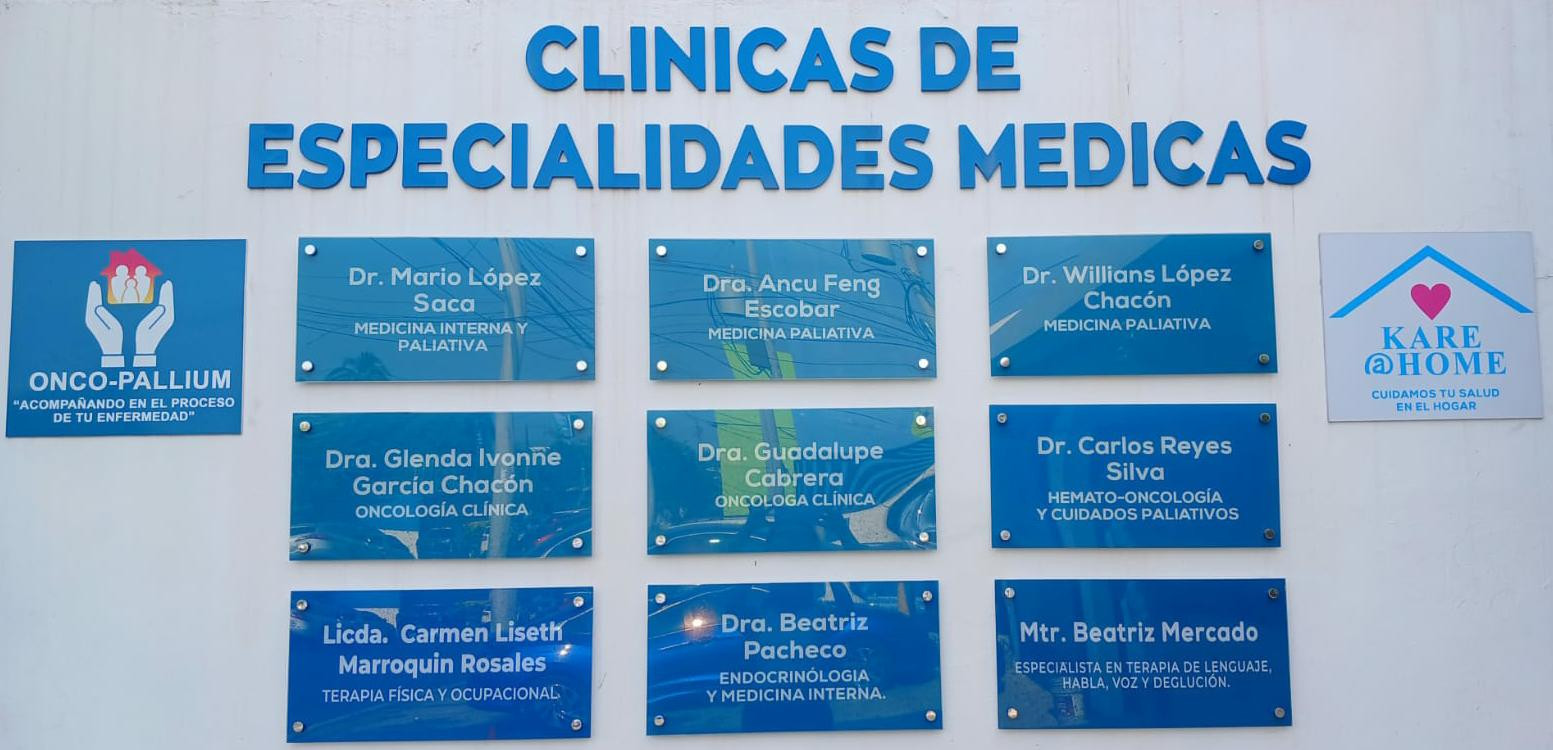 CLINICAS DE
ESPECIALIDADES MEDICAS
ONCO-PALLIUM
“ACOMPAÑANDO EN EL PROCESO
DE TU ENFERMEDAD”
Dr. Mario López
Saca
MEDICINA INTERNA Y
PALIATIVA
Dra. Ancu Feng
Escobar
MEDICINA PALIATIVA
Dr. Willians López
Chacón
MEDICINA PALIATIVA
KARE
@HOME
CUIDAMOS TU SALUD
EN EL HOGAR
Dra. Glenda Ivonne
García Chacón
ONCOLOGÍA CLÍNICA
Dra. Guadalupe
Cabrera
ONCOLOGA CLÍNICA
Dr. Carlos Reyes
Silva
HEMATO-ONCOLOGÍA
Y CUIDADOS PALIATIVOS
Licda. Carmen Liseth
Marroquin Rosales
TERAPIA FÍSICA Y OCUPACIONAL
Dra. Beatriz
Pacheco
ENDOCRINÓLOGIA
Y MEDICINA INTERNA.
Mtr. Beatriz Mercado
ESPECIALISTA EN TERAPIA DE LENGUAJE,
HABLA, VOZ Y DEGLUCIÓN.